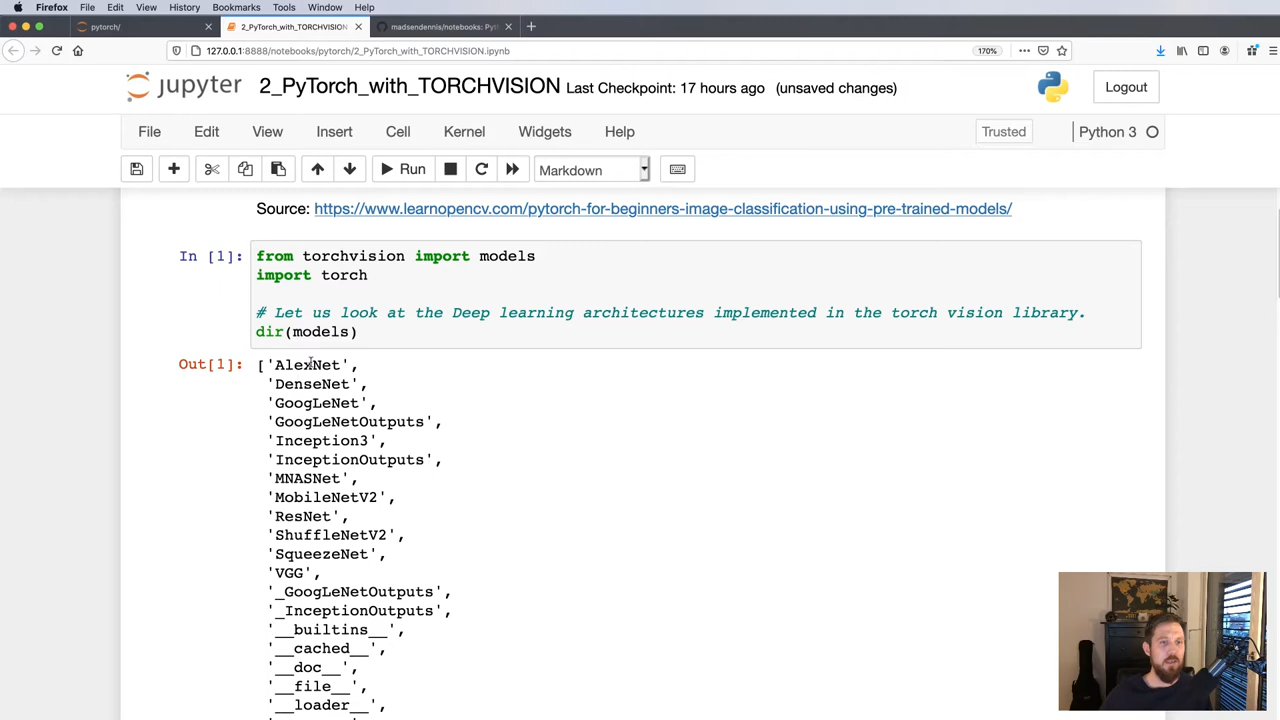 Firefox File Edit View History Bookmarks Tools Window Help
pytorch/ 2_PyTorch_with_TORCHVISION madsendennis/notebooks: Pyt
127.0.0.1:8888/notebooks/pytorch/2_PyTorch_with_TORCHVISION.ipynb 170%
jupyter 2_PyTorch_with_TORCHVISION Last Checkpoint: 17 hours ago (unsaved changes) Logout
File Edit View Insert Cell Kernel Widgets Help Trusted Python 3
Run Markdown
Source: https://www.learnopencv.com/pytorch-for-beginners-image-classification-using-pre-trained-models/
In [1]: from torchvision import models
import torch
# Let us look at the Deep learning architectures implemented in the torch vision library.
dir(models)
Out[1]: ['AlexNet',
'DenseNet',
'GoogLeNet',
'GoogLeNetOutputs',
'Inception3',
'InceptionOutputs',
'MNASNet',
'MobileNetV2',
'ResNet',
'ShuffleNetV2',
'SqueezeNet',
'VGG',
'_GoogLeNetOutputs',
'_InceptionOutputs',
'__builtins__',
'__cached__',
'__doc__',
'__file__',
'__loader__',